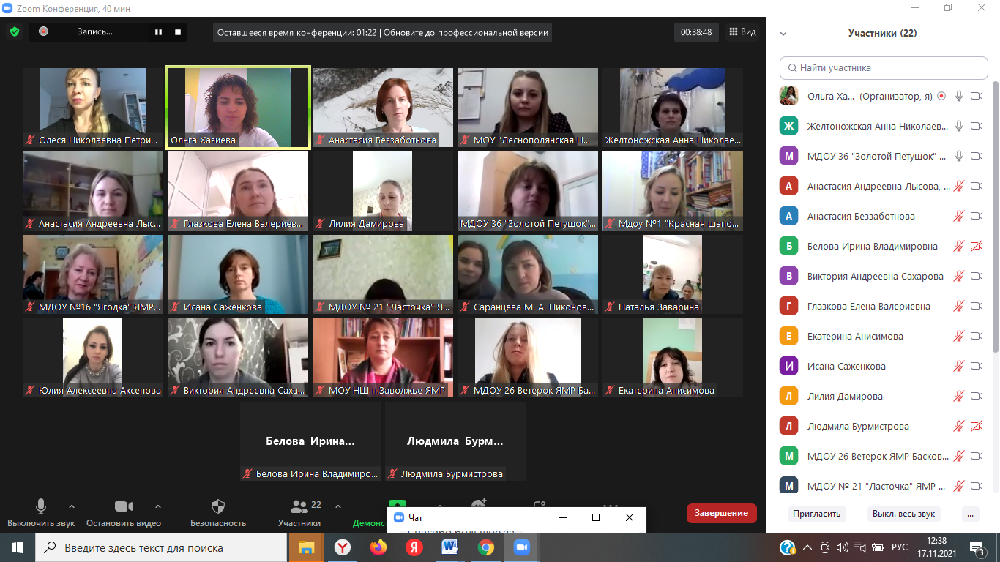 Zoom Конференция, 40 мин
Запись...
Оставшееся время конференции: 01:22 | Обновите до профессиональной версии
00:38:48
Вид
Олеся Николаевна Петри...
Ольга Хазиева
Анастасия Беззаботнова
МОУ "Леснополянская Н...
Желтоножская Анна Николае...
Анастасия Андреевна Лыс...
Глазкова Елена Валериев...
Лилия Дамирова
МДОУ 36 "Золотой Петушок"...
Мдоу №1 "Красная шапо...
МДОУ №16 "Ягодка" ЯМР...
Исана Саженкова
МДОУ № 21 "Ласточка" Я...
Саранцева М. А. Никонов...
Наталья Заварина
Юлия Алексеевна Аксенова
Виктория Андреевна Саха...
МОУ НШ п.Заволжье ЯМР
МДОУ 26 Ветерок ЯМР Ба...
Екатерина Анисимова
Белова Ирина...
Людмила Бурм...
Белова Ирина Владимиро...
Людмила Бурмистрова
22
Выключить звук
Остановить видео
Безопасность
Участники
Демонст
Чат
Завершение
Участники (22)
Найти участника
Ольга Ха... (Организатор, я)
Ж Желтоножская Анна Николаев...
М МДОУ 36 "Золотой Петушок" ...
А Анастасия Андреевна Лысова, ...
А Анастасия Беззаботнова
Б Белова Ирина Владимировна
В Виктория Андреевна Сахарова
Г Глазкова Елена Валериевна
Е Екатерина Анисимова
И Исана Саженкова
Л Лилия Дамирова
Л Людмила Бурмистрова
М МДОУ 26 Ветерок ЯМР Басков...
М МДОУ № 21 "Ласточка" ЯМР ...
Пригласить
Выкл. весь звук
...
Введите здесь текст для поиска
РУС
12:38
17.11.2021
3